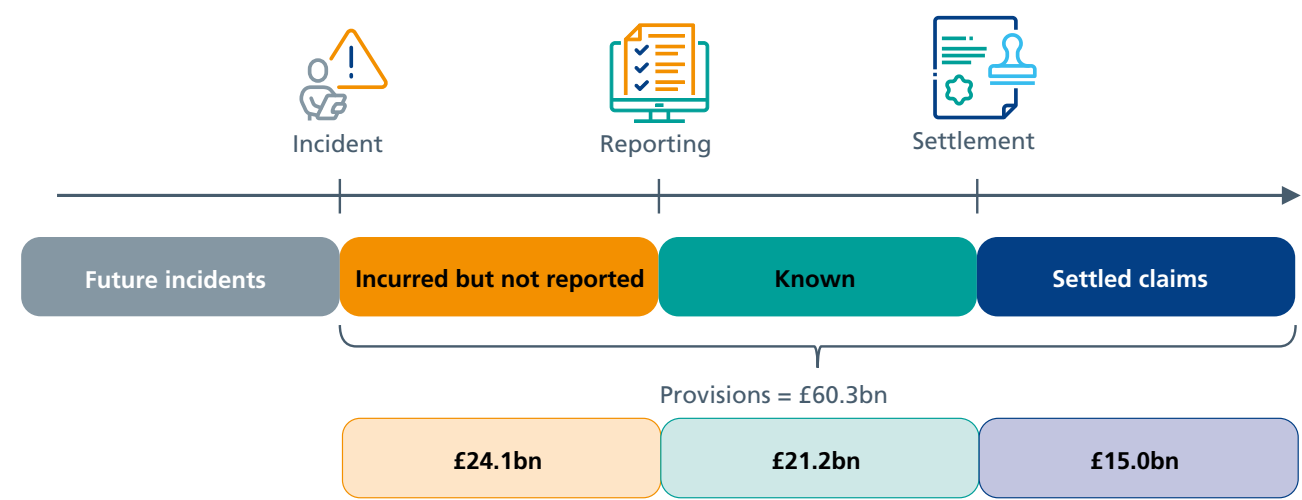 Incident
Reporting
Settlement
Future incidents
Incurred but not reported
Known
Settled claims
Provisions = £60.3bn
£24.1bn
£21.2bn
£15.0bn